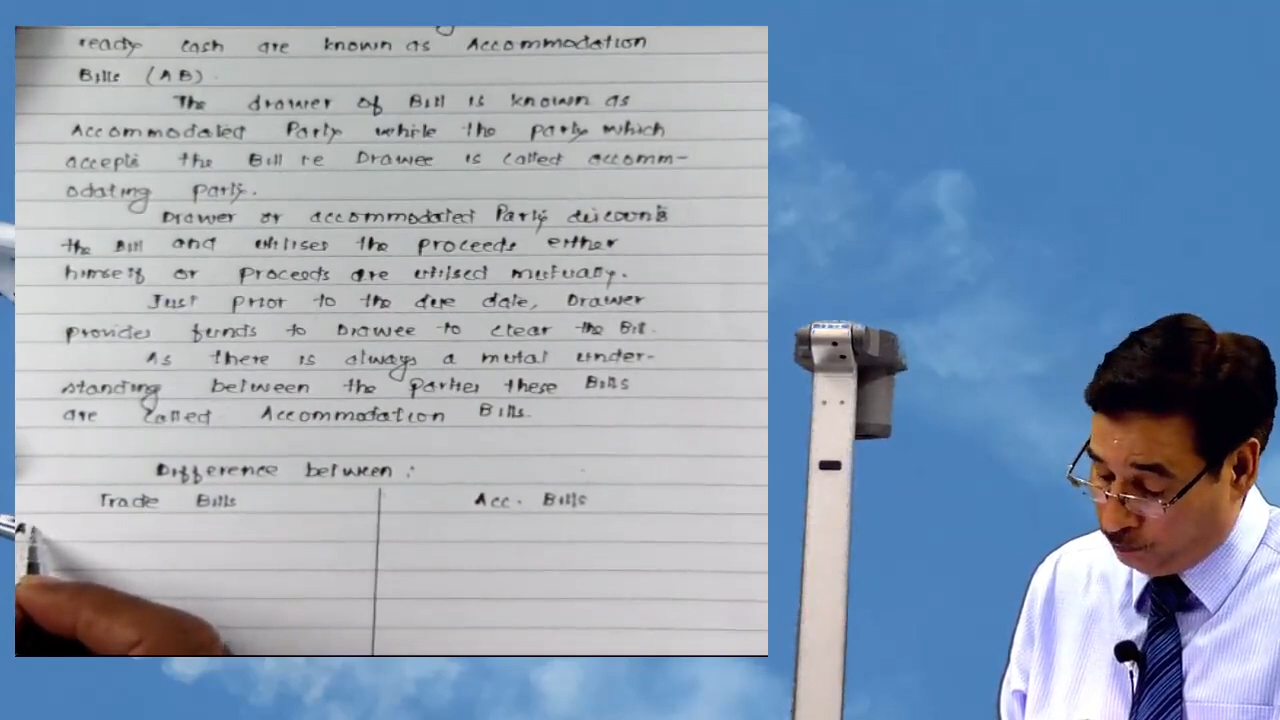 ready cash are known as Accommodation
Bills (AB).
The drawer of Bill is known as
Accommodated Party while the party which
accepts the Bill ie Drawee is called accomm-
odating party.
Drawer or accommodated Party discounts
the Bill and utilises the proceeds either
himself or proceeds are utilised mutually.
Just prior to the due date, Drawer
provides funds to Drawee to clear the Bill.
As there is always a mutal under-
standing between the parties these Bills
are called Accommodation Bills.
Difference between :
Trade Bills
Acc. Bills